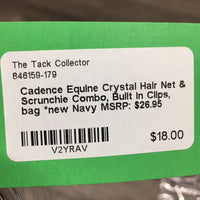 The Tack Collector
846159-179
Cadence Equine Crystal Hair Net &
Scrunchie Combo, Built in Clips,
bag *new Navy MSRP: $26.95
$18.00
V2YRAV